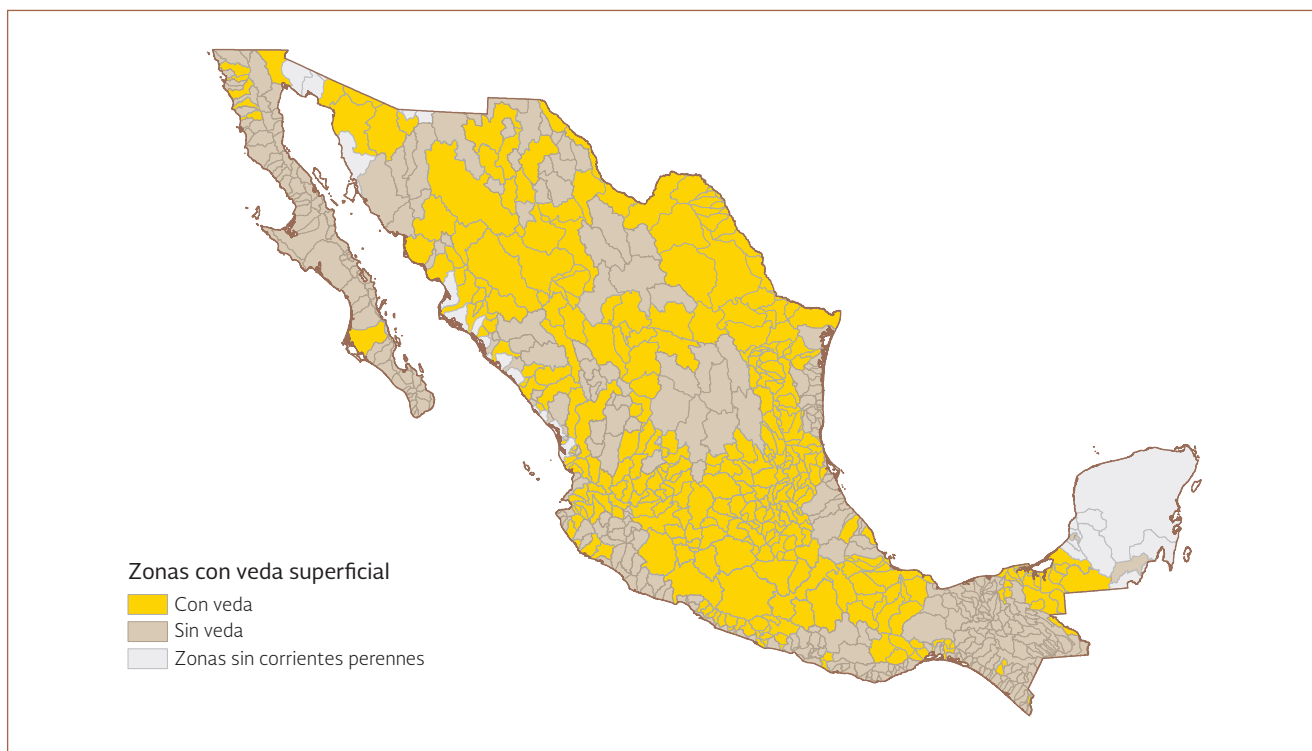 Zonas con veda superficial
Con veda
Sin veda
Zonas sin corrientes perennes